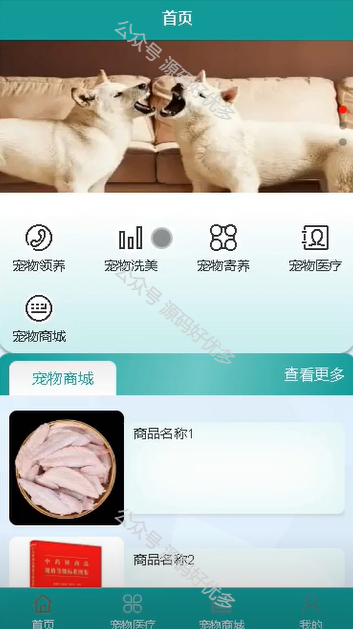 首页
公众号 源码好优多
宠物领养
宠物洗美
宠物寄养
宠物医疗
宠物商城
公众号 源码好优多
宠物商城
查看更多
商品名称1
商品名称2
公众号 源码好优多
首页
宠物医疗
宠物商城
我的